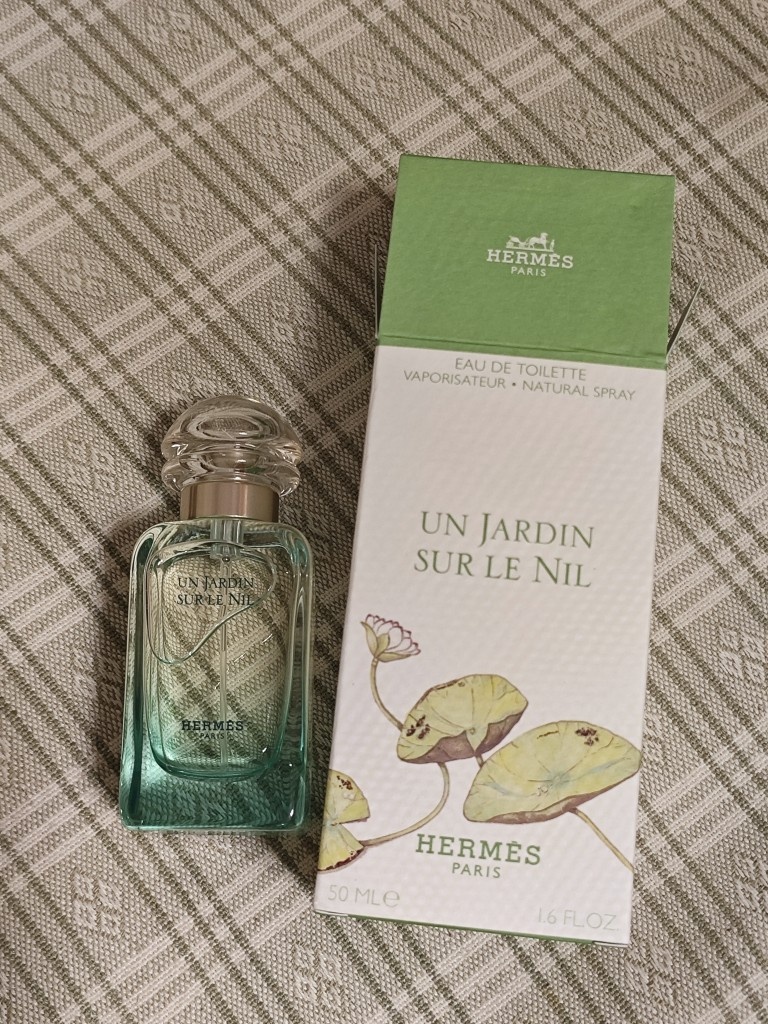 HERMÈS
PARIS
EAU DE TOILETTE
VAPORISATEUR • NATURAL SPRAY
UN JARDIN
SUR LE NIL
HERMÈS
PARIS
50 ML℮
1.6 FL.OZ
UN JARDIN
SUR LE NIL
HERMÈS
PARIS